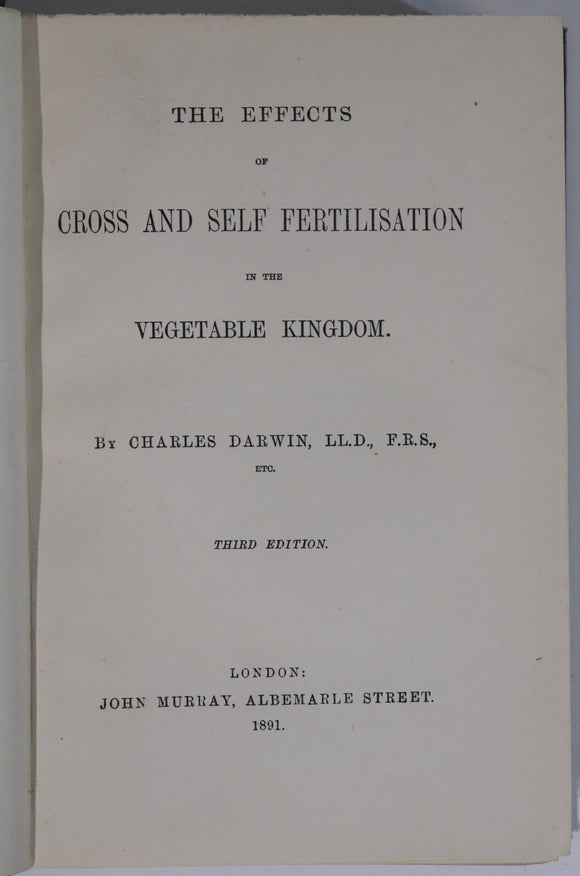 THE EFFECTS
OF
CROSS AND SELF FERTILISATION
IN THE
VEGETABLE KINGDOM.
BY CHARLES DARWIN, LL.D., F.R.S.,
ETC.
THIRD EDITION.
LONDON:
JOHN MURRAY, ALBEMARLE STREET.
1891.